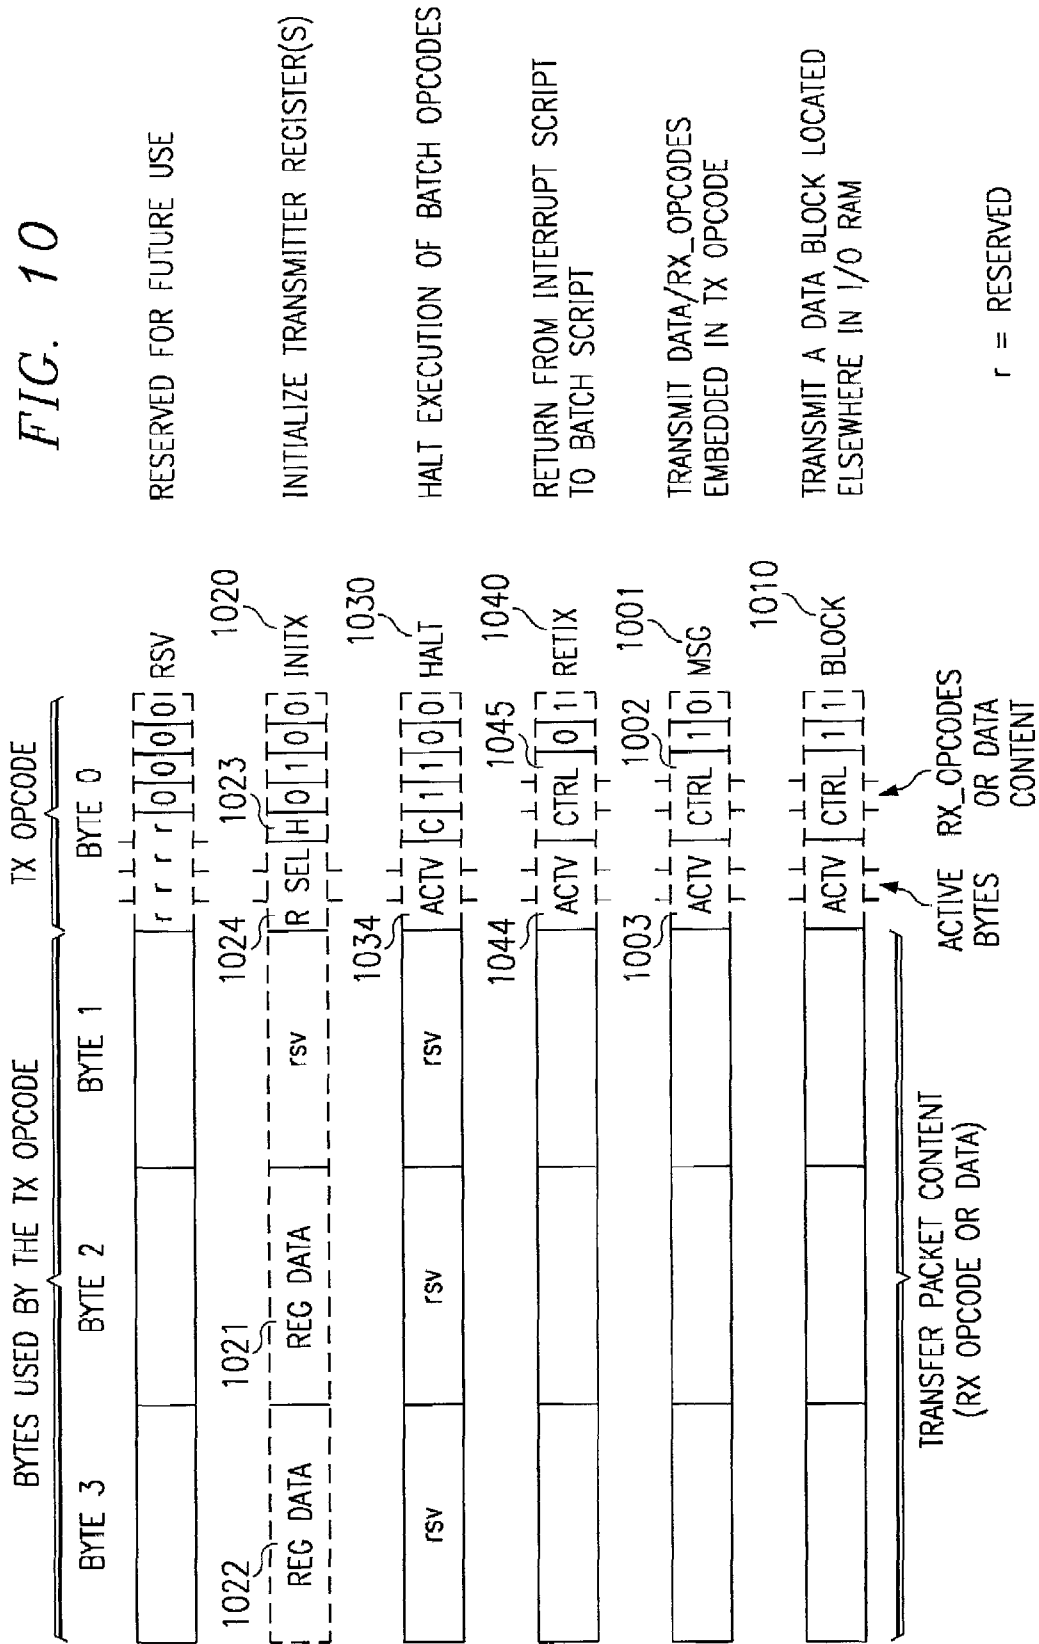 FIG. 10
BYTES USED BY THE TX OPCODE
TX OPCODE
BYTE 3
BYTE 2
BYTE 1
BYTE 0
r r r 0 0 0 0 RSV
RESERVED FOR FUTURE USE
1022
1021
1024
1023
1020
REG DATA
REG DATA
rsv
R SEL H 0 1 0 0 INITX
INITIALIZE TRANSMITTER REGISTER(S)
1034
1030
rsv
rsv
rsv
ACTV C 1 1 0 0 HALT
HALT EXECUTION OF BATCH OPCODES
1044
1045
1040
ACTV CTRL 0 1 RETIX
RETURN FROM INTERRUPT SCRIPT
TO BATCH SCRIPT
1003
1002
1001
ACTV CTRL 1 0 MSG
TRANSMIT DATA/RX_OPCODES
EMBEDDED IN TX OPCODE
1010
ACTV CTRL 1 1 BLOCK
TRANSMIT A DATA BLOCK LOCATED
ELSEWHERE IN I/O RAM
TRANSFER PACKET CONTENT
(RX OPCODE OR DATA)
ACTIVE
BYTES
RX_OPCODES
OR DATA
CONTENT
r = RESERVED